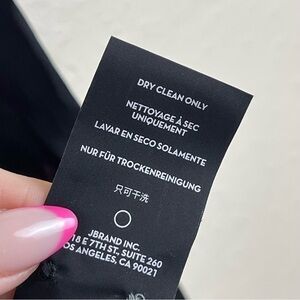 DRY CLEAN ONLY
NETTOYAGE À SEC
UNIQUEMENT
LAVAR EN SECO SOLAMENTE
NUR FÜR TROCKENREINIGUNG
只可干洗
JBRAND INC.
18 E 7TH ST, SUITE 260
LOS ANGELES, CA 90021